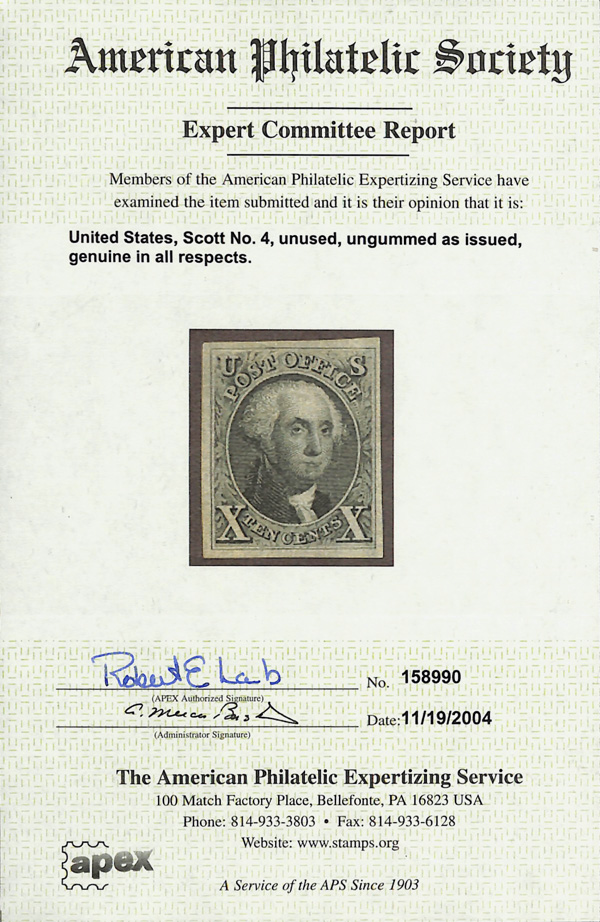 American Philatelic Society
Expert Committee Report
Members of the American Philatelic Expertizing Service have
examined the item submitted and it is their opinion that it is:
United States, Scott No. 4, unused, ungummed as issued,
genuine in all respects.
U S
POST OFFICE
X TEN CENTS X
Robert E Lamb
No. 158990
(APEX Authorized Signature)
Date: 11/19/2004
(Administrator Signature)
The American Philatelic Expertizing Service
100 Match Factory Place, Bellefonte, PA 16823 USA
Phone: 814-933-3803 • Fax: 814-933-6128
Website: www.stamps.org
apex
A Service of the APS Since 1903